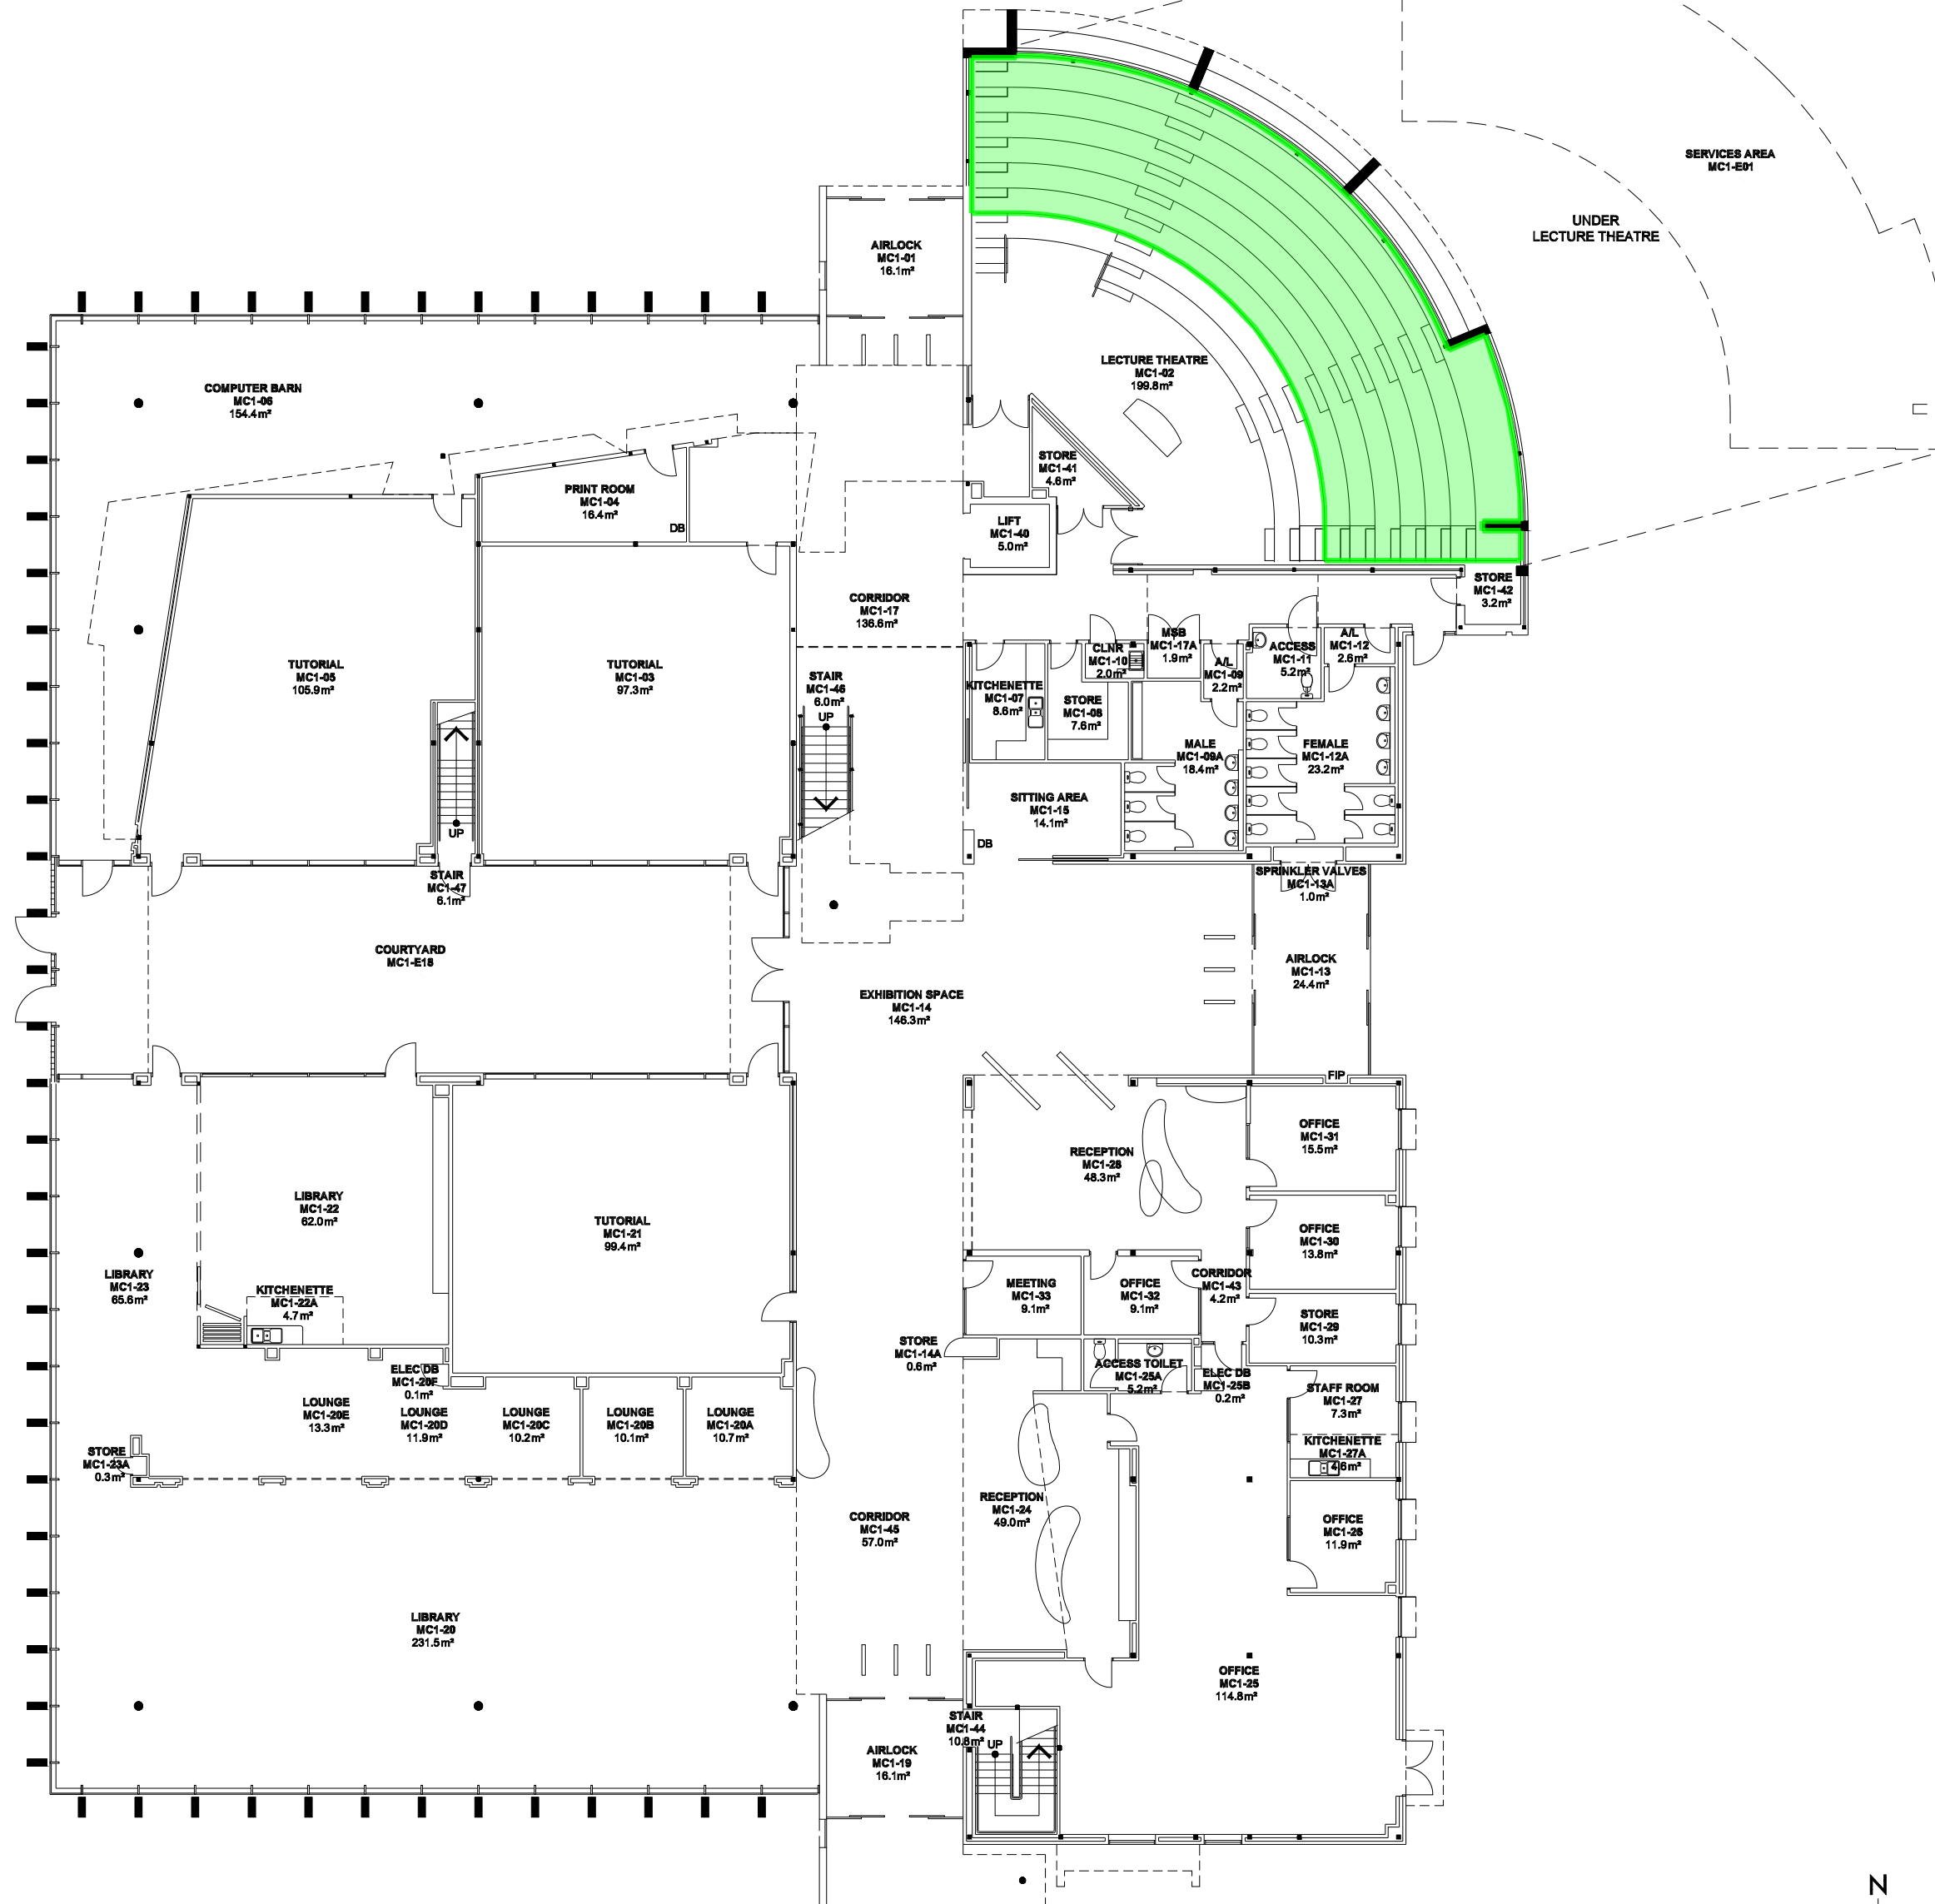 SERVICES AREA
MC1-E01
UNDER
LECTURE THEATRE
AIRLOCK
MC1-01
16.1m²
LECTURE THEATRE
MC1-02
199.8m²
COMPUTER BARN
MC1-06
154.4m²
STORE
MC1-41
4.6m²
PRINT ROOM
MC1-04
16.4m²
DB
LIFT
MC1-40
5.0m²
CORRIDOR
MC1-17
136.6m²
STORE
MC1-42
3.2m²
TUTORIAL
MC1-05
105.9m²
TUTORIAL
MC1-03
97.3m²
STAIR
MC1-46
6.0m²
UP
KITCHENETTE
MC1-07
8.6m²
STORE
MC1-08
7.6m²
CLNR
MC1-10
2.0m²
MSB
MC1-17A
1.9m²
A/L
MC1-09
2.2m²
ACCESS
MC1-11
5.2m²
A/L
MC1-12
2.6m²
MALE
MC1-09A
18.4m²
FEMALE
MC1-12A
23.2m²
SITTING AREA
MC1-15
14.1m²
DB
UP
STAIR
MC1-47
6.1m²
SPRINKLER VALVES
MC1-13A
1.0m²
COURTYARD
MC1-E18
EXHIBITION SPACE
MC1-14
146.3m²
AIRLOCK
MC1-13
24.4m²
FIP
OFFICE
MC1-31
15.5m²
RECEPTION
MC1-28
48.3m²
LIBRARY
MC1-22
62.0m²
TUTORIAL
MC1-21
99.4m²
OFFICE
MC1-30
13.8m²
LIBRARY
MC1-23
65.6m²
KITCHENETTE
MC1-22A
4.7m²
MEETING
MC1-33
9.1m²
OFFICE
MC1-32
9.1m²
CORRIDOR
MC1-43
4.2m²
STORE
MC1-29
10.3m²
STORE
MC1-14A
0.6m²
ACCESS TOILET
MC1-25A
5.2m²
ELEC DB
MC1-25B
0.2m²
STAFF ROOM
MC1-27
7.3m²
ELEC DB
MC1-20F
0.1m²
LOUNGE
MC1-20E
13.3m²
LOUNGE
MC1-20D
11.9m²
LOUNGE
MC1-20C
10.2m²
LOUNGE
MC1-20B
10.1m²
LOUNGE
MC1-20A
10.7m²
KITCHENETTE
MC1-27A
4.6m²
STORE
MC1-23A
0.3m²
RECEPTION
MC1-24
49.0m²
CORRIDOR
MC1-45
57.0m²
OFFICE
MC1-26
11.9m²
LIBRARY
MC1-20
231.5m²
OFFICE
MC1-25
114.8m²
STAIR
MC1-44
10.8m²
UP
AIRLOCK
MC1-19
16.1m²
N